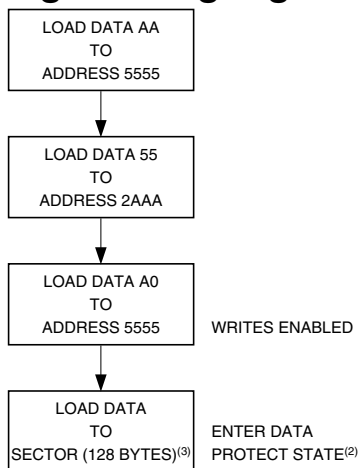 LOAD DATA AA
TO
ADDRESS 5555
LOAD DATA 55
TO
ADDRESS 2AAA
LOAD DATA A0
TO
ADDRESS 5555
WRITES ENABLED
LOAD DATA
TO
SECTOR (128 BYTES)(3)
ENTER DATA
PROTECT STATE(2)